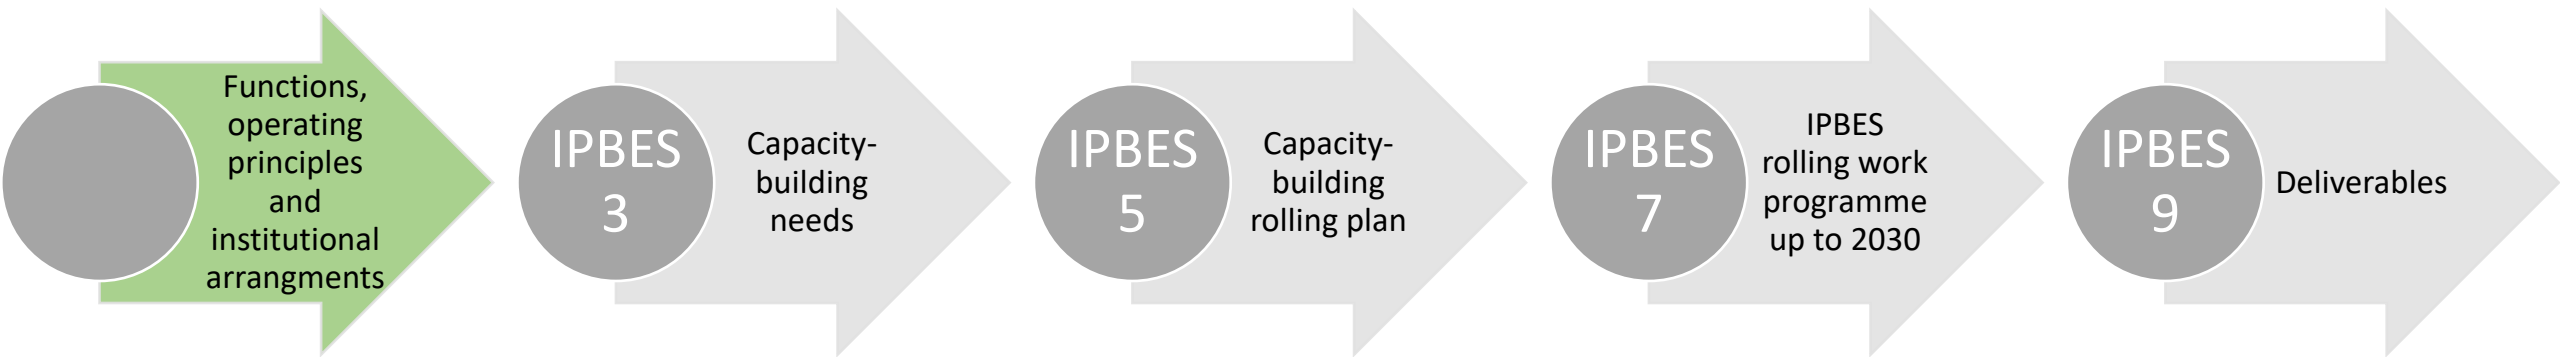 Functions,
operating
principles
and
institutional
arrangments
IPBES
3
Capacity-
building
needs
IPBES
5
Capacity-
building
rolling plan
IPBES
7
IPBES
rolling work
programme
up to 2030
IPBES
9
Deliverables